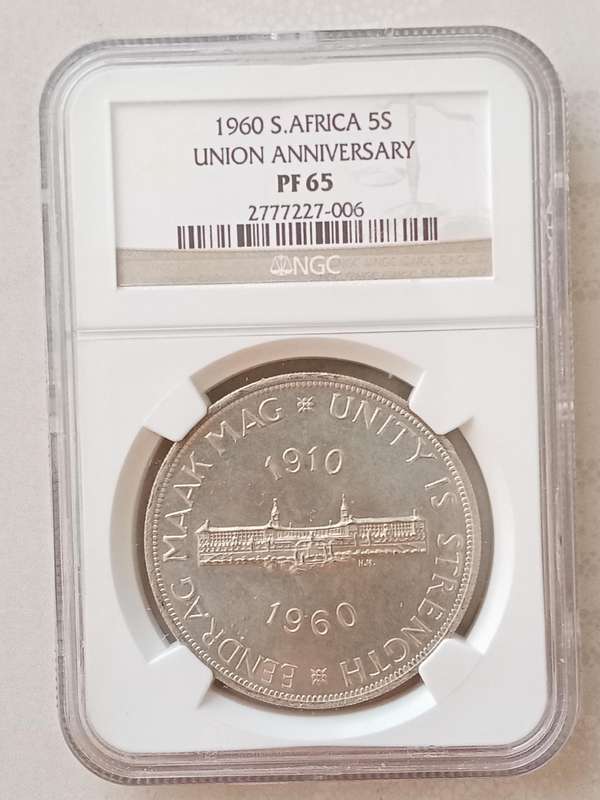 1960 S.AFRICA 5S
UNION ANNIVERSARY
PF 65
2777227-006
NGC
EENDRAG MAAK MAG ※ UNITY IS STRENGTH ※
1910
H.M.
1960